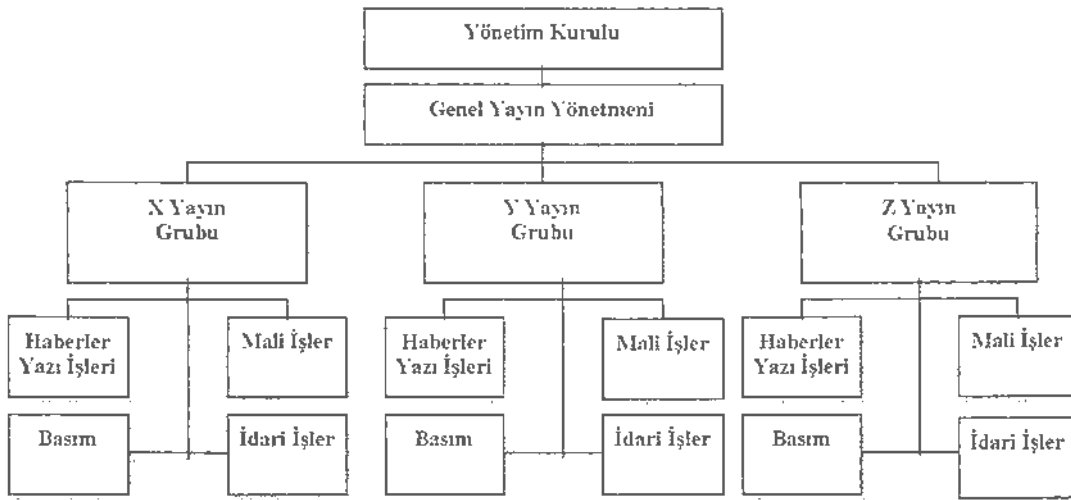 Yönetim Kurulu
Genel Yayın Yönetmeni
X Yayın
Grubu
Y Yayın
Grubu
Z Yayın
Grubu
Haberler
Yazı İşleri
Mali İşler
Haberler
Yazı İşleri
Mali İşler
Haberler
Yazı İşleri
Mali İşler
Basım
İdari İşler
Basım
İdari İşler
Basım
İdari İşler